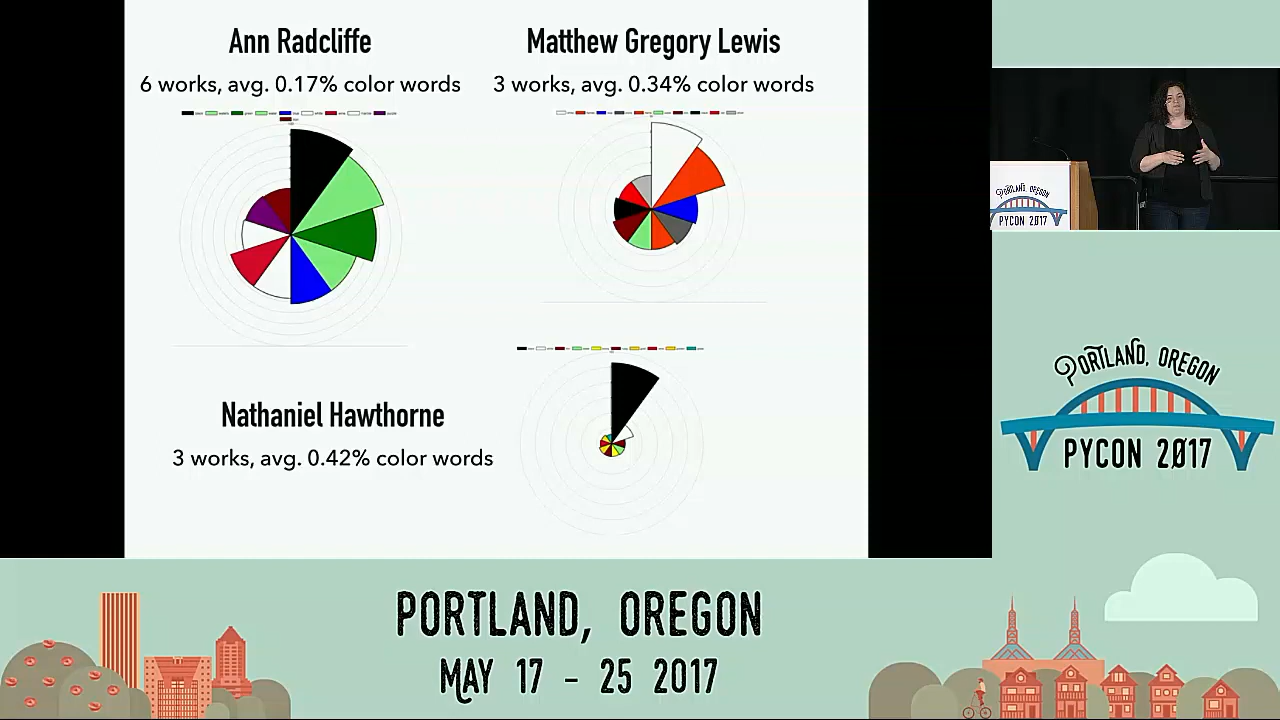 Ann Radcliffe
6 works, avg. 0.17% color words
Matthew Gregory Lewis
3 works, avg. 0.34% color words
Nathaniel Hawthorne
3 works, avg. 0.42% color words
PORTLAND, OREGON
PYCON 2017
PORTLAND, OREGON
PYCON 2017
PORTLAND, OREGON
MAY 17 - 25 2017